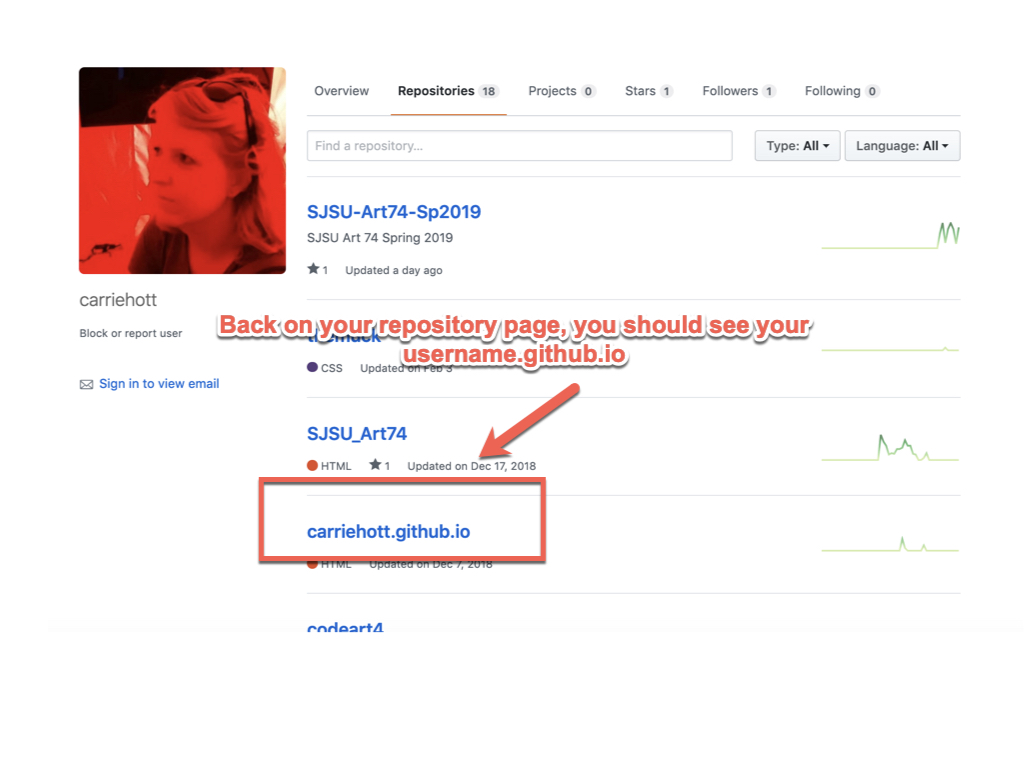 Overview Repositories 18 Projects 0 Stars 1 Followers 1 Following 0
Find a repository... Type: All Language: All
SJSU-Art74-Sp2019
SJSU Art 74 Spring 2019
1 Updated a day ago
carriehott
Block or report user
Sign in to view email
Back on your repository page, you should see your
username.github.io
CSS Updated on Feb 3
SJSU_Art74
HTML 1 Updated on Dec 17, 2018
carriehott.github.io
HTML Updated on Dec 7, 2018
codeart4